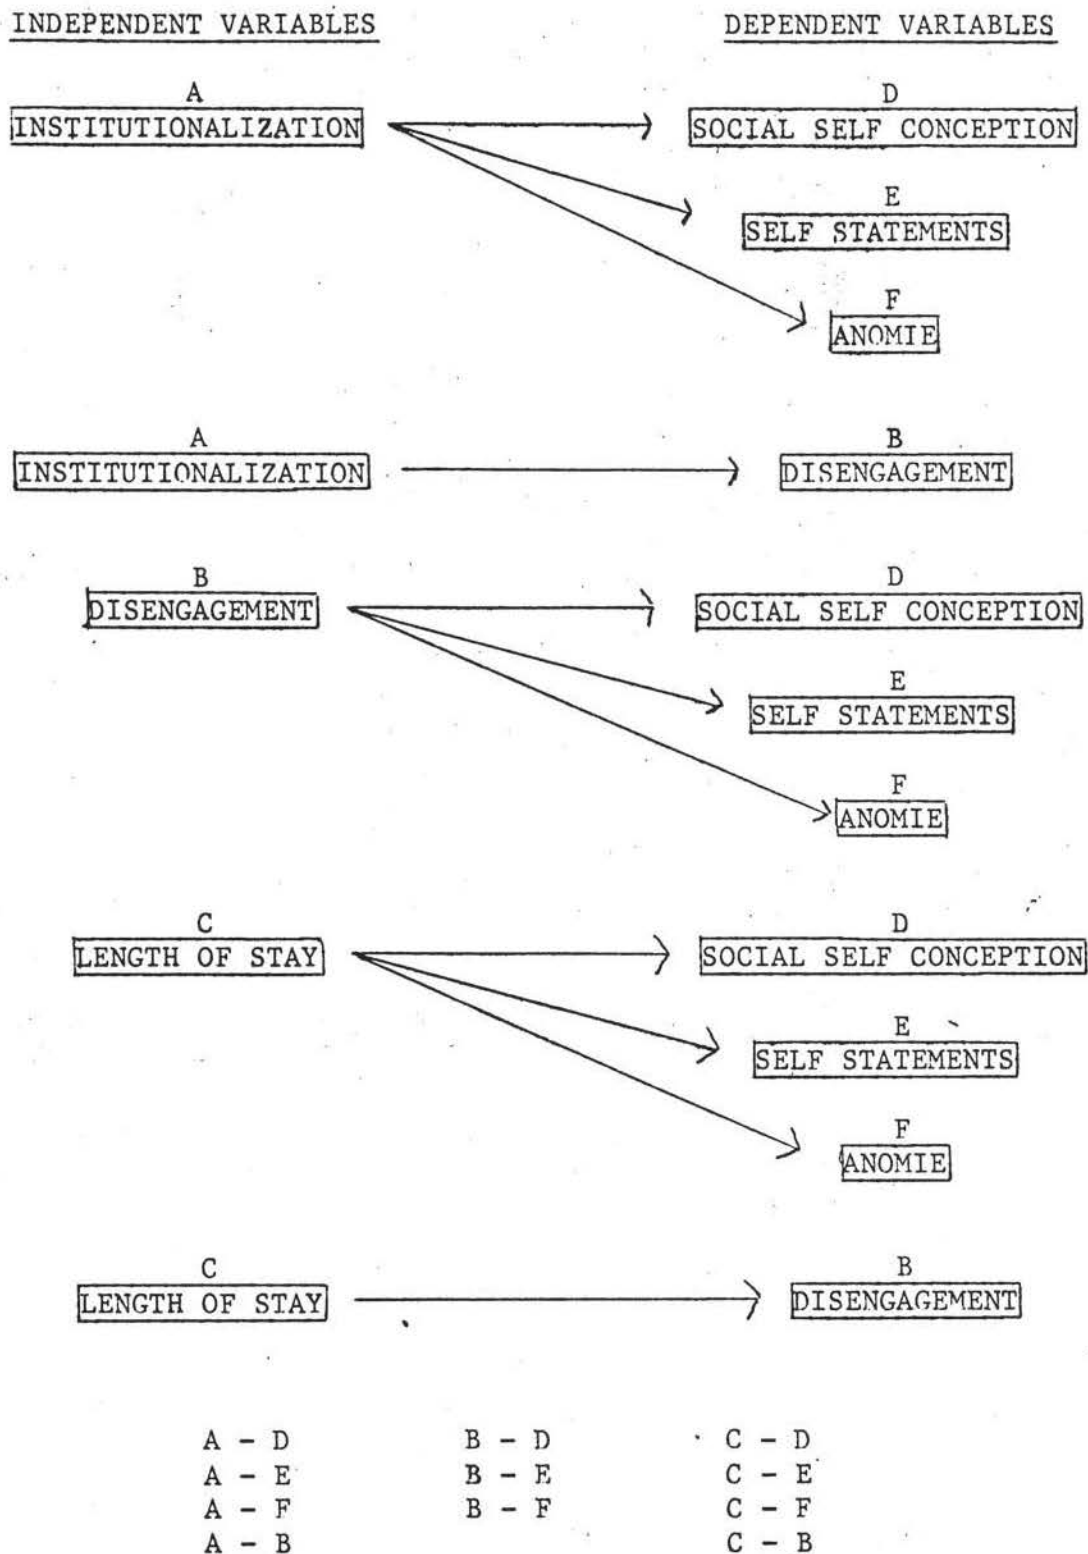 INDEPENDENT VARIABLES DEPENDENT VARIABLES
A D
INSTITUTIONALIZATION SOCIAL SELF CONCEPTION
E
SELF STATEMENTS
F
ANOMIE
A B
INSTITUTIONALIZATION DISENGAGEMENT
B D
DISENGAGEMENT SOCIAL SELF CONCEPTION
E
SELF STATEMENTS
F
ANOMIE
C D
LENGTH OF STAY SOCIAL SELF CONCEPTION
E
SELF STATEMENTS
F
ANOMIE
C B
LENGTH OF STAY DISENGAGEMENT
A - D B - D C - D
A - E B - E C - E
A - F B - F C - F
A - B C - B